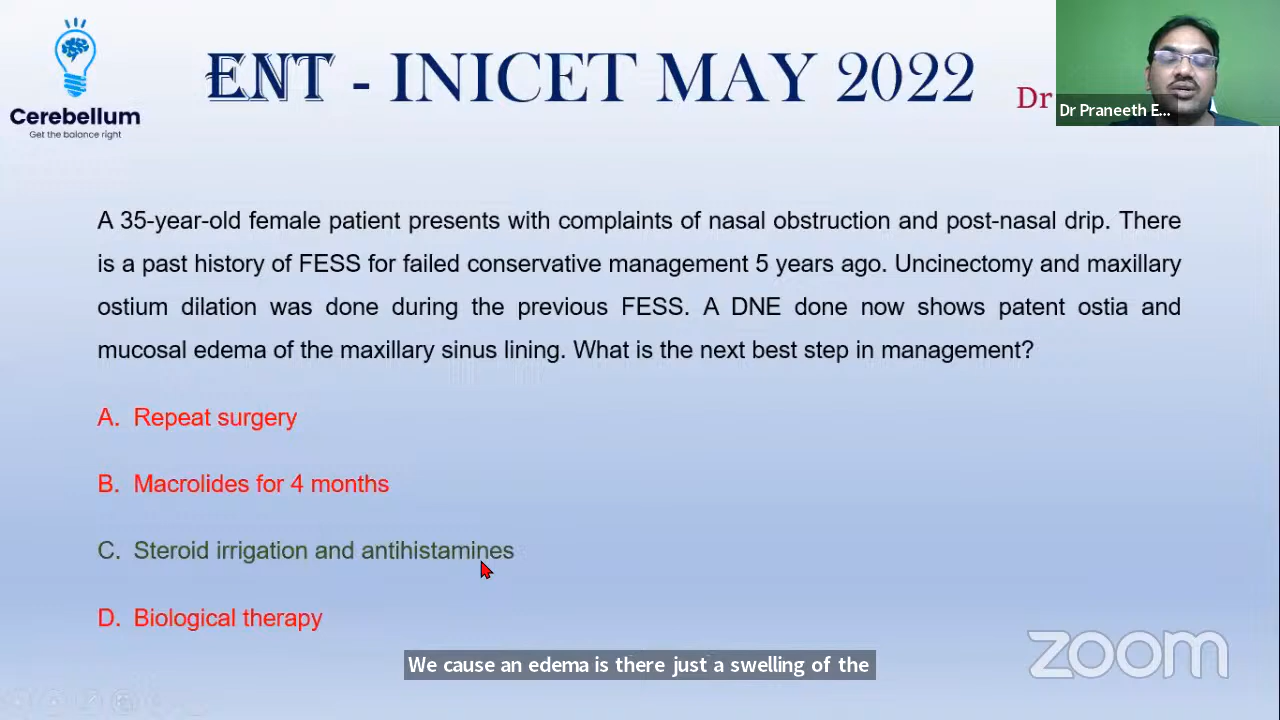 Cerebellum
Get the balance right
ENT - INICET MAY 2022
Dr
Dr Praneeth E...
A 35-year-old female patient presents with complaints of nasal obstruction and post-nasal drip. There
is a past history of FESS for failed conservative management 5 years ago. Uncinectomy and maxillary
ostium dilation was done during the previous FESS. A DNE done now shows patent ostia and
mucosal edema of the maxillary sinus lining. What is the next best step in management?
A. Repeat surgery
B. Macrolides for 4 months
C. Steroid irrigation and antihistamines
D. Biological therapy
We cause an edema is there just a swelling of the
zoom